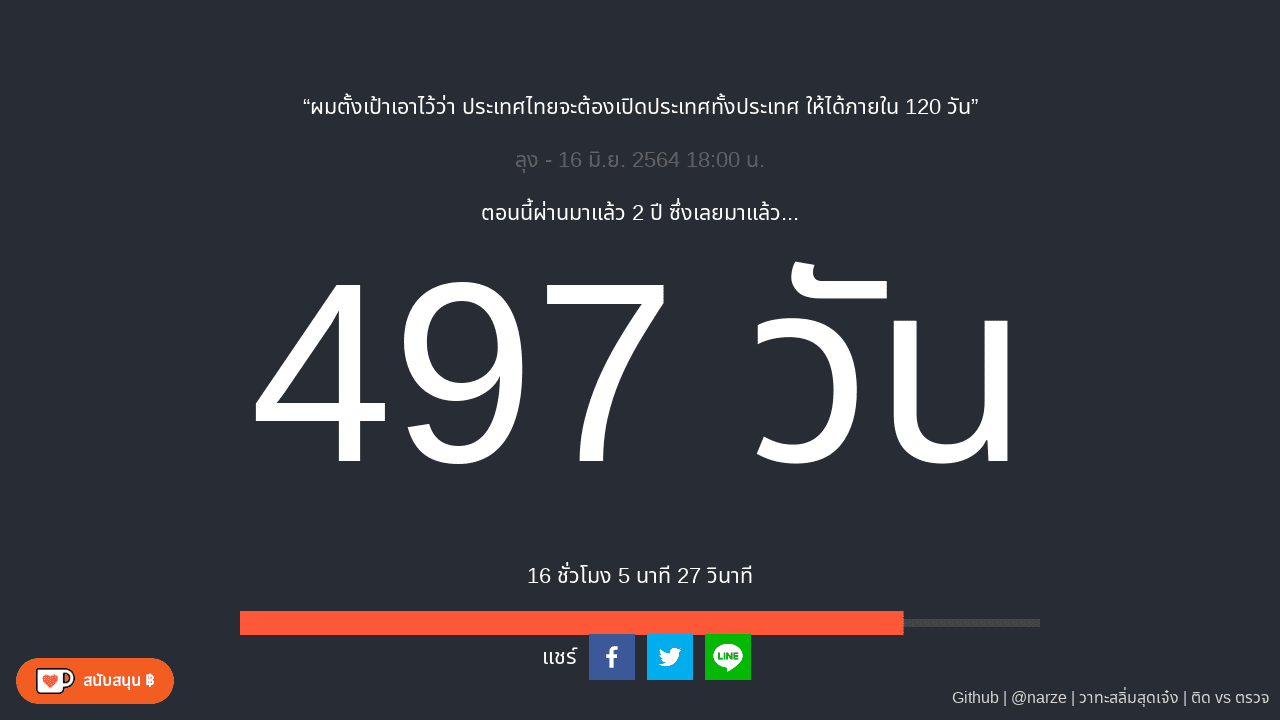 “ผมตั้งเป้าเอาไว้ว่า ประเทศไทยจะต้องเปิดประเทศทั้งประเทศ ให้ได้ภายใน 120 วัน”
ลุง - 16 มิ.ย. 2564 18:00 น.
ตอนนี้ผ่านมาแล้ว 2 ปี ซึ่งเลยมาแล้ว...
497 วัน
16 ชั่วโมง 5 นาที 27 วินาที
แชร์
LINE
สนับสนุน ฿
Github | @narze | วาทะสลิ่มสุดเจ๋ง | ติด vs ตรวจ